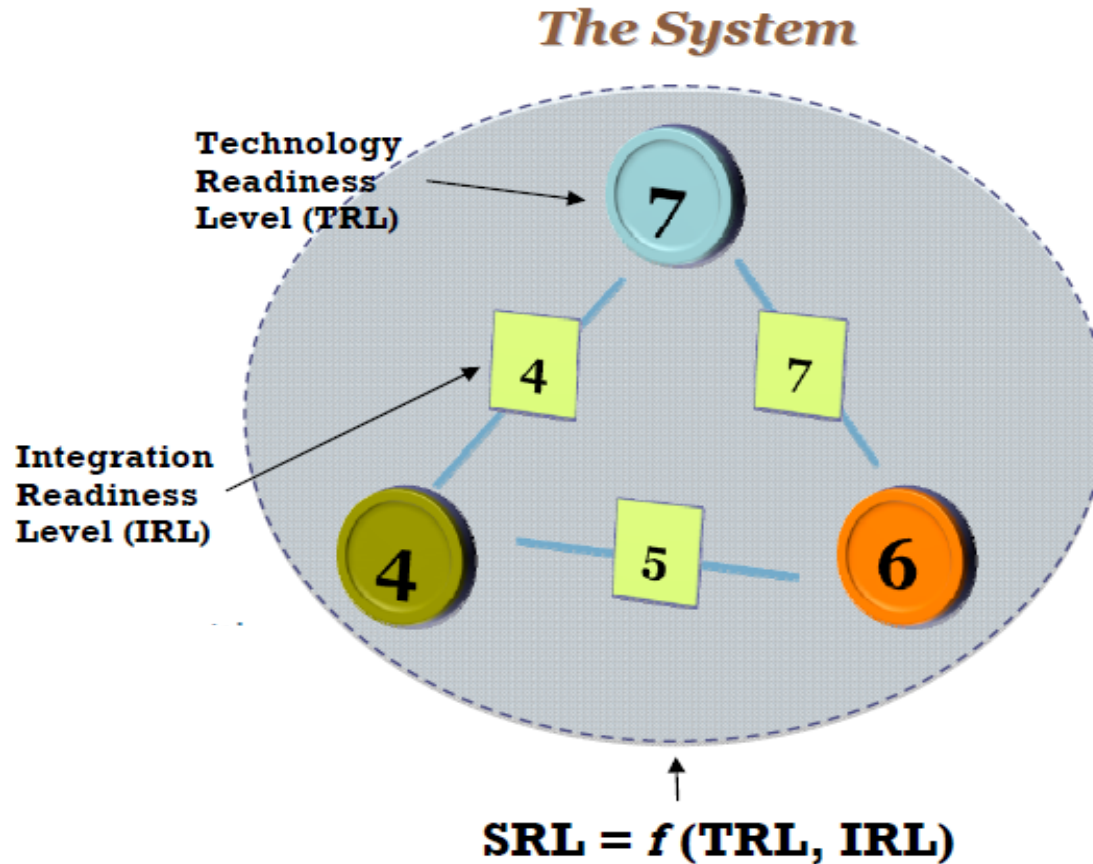 The System
Technology
Readiness
Level (TRL)
7
4
7
Integration
Readiness
Level (IRL)
4
5
6
SRL = f (TRL, IRL)